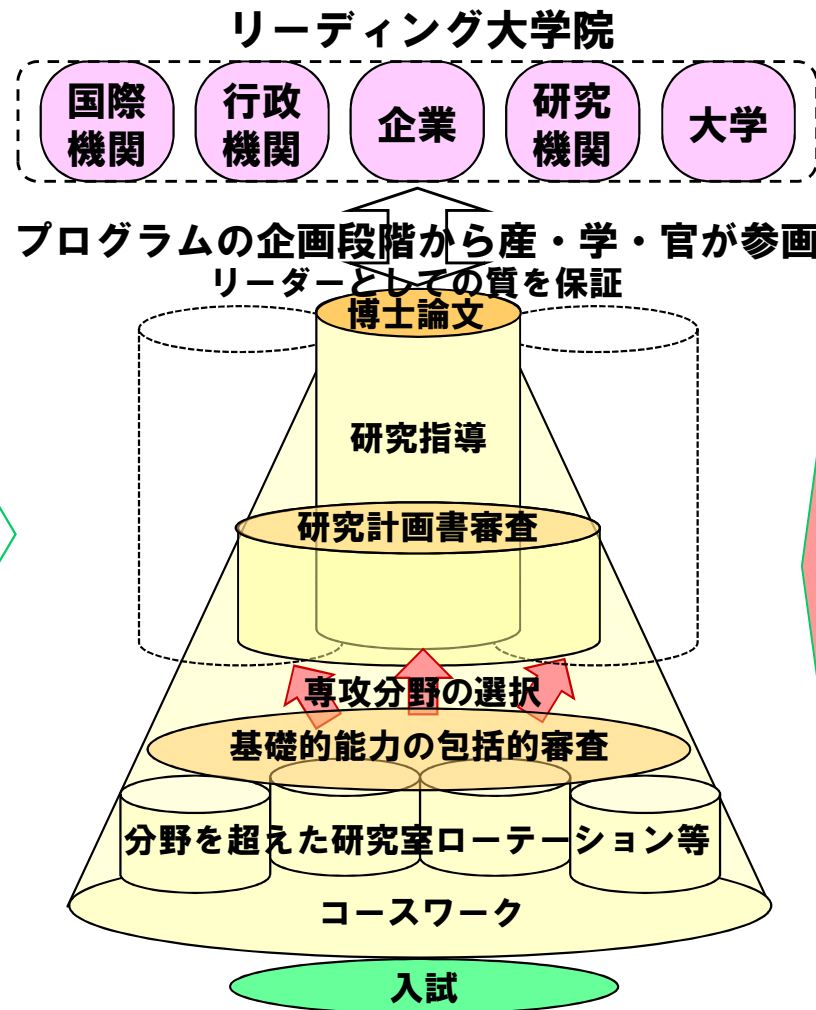 リーディング大学院
国際
機関
行政
機関
企業
研究
機関
大学
プログラムの企画段階から産・学・官が参画
リーダーとしての質を保証
博士論文
研究指導
研究計画書審査
専攻分野の選択
基礎的能力の包括的審査
分野を超えた研究室ローテーション等
コースワーク
入試